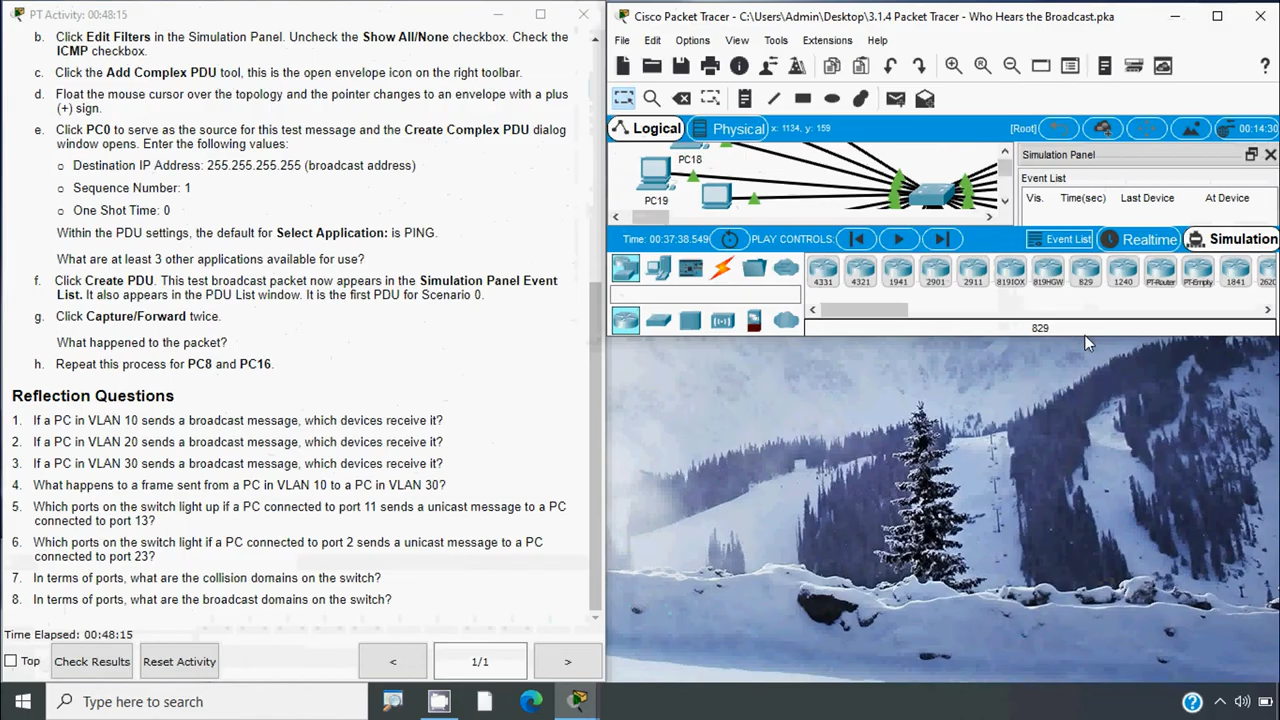 PT Activity: 00:48:15
b. Click Edit Filters in the Simulation Panel. Uncheck the Show All/None checkbox. Check the
ICMP checkbox.
c. Click the Add Complex PDU tool, this is the open envelope icon on the right toolbar.
d. Float the mouse cursor over the topology and the pointer changes to an envelope with a plus
(+) sign.
e. Click PC0 to serve as the source for this test message and the Create Complex PDU dialog
window opens. Enter the following values:
o Destination IP Address: 255.255.255.255 (broadcast address)
o Sequence Number: 1
o One Shot Time: 0
Within the PDU settings, the default for Select Application: is PING.
What are at least 3 other applications available for use?
f. Click Create PDU. This test broadcast packet now appears in the Simulation Panel Event
List. It also appears in the PDU List window. It is the first PDU for Scenario 0.
g. Click Capture/Forward twice.
What happened to the packet?
h. Repeat this process for PC8 and PC16.
Reflection Questions
1. If a PC in VLAN 10 sends a broadcast message, which devices receive it?
2. If a PC in VLAN 20 sends a broadcast message, which devices receive it?
3. If a PC in VLAN 30 sends a broadcast message, which devices receive it?
4. What happens to a frame sent from a PC in VLAN 10 to a PC in VLAN 30?
5. Which ports on the switch light up if a PC connected to port 11 sends a unicast message to a PC
connected to port 13?
6. Which ports on the switch light if a PC connected to port 2 sends a unicast message to a PC
connected to port 23?
7. In terms of ports, what are the collision domains on the switch?
8. In terms of ports, what are the broadcast domains on the switch?
Time Elapsed: 00:48:15
Top Check Results Reset Activity < 1/1 >
Cisco Packet Tracer - C:\Users\Admin\Desktop\3.1.4 Packet Tracer - Who Hears the Broadcast.pka
File Edit Options View Tools Extensions Help
Logical Physical x: 1134, y: 159 [Root] 00:14:30
PC18
PC19
Simulation Panel
Event List
Vis. Time(sec) Last Device At Device
Time: 00:37:38.549 PLAY CONTROLS: Event List Realtime Simulation
4331 4321 1941 2901 2911 819IOX 819HGW 829 1240 PT-Router PT-Empty 1841 2620
829
Type here to search